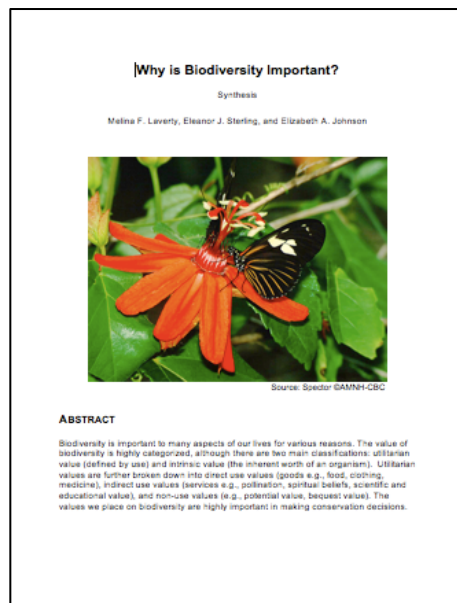 Why is Biodiversity Important?
Synthesis
Melina F. Laverty, Eleanor J. Sterling, and Elizabeth A. Johnson
Source: Spector ©AMNH-CBC
ABSTRACT
Biodiversity is important to many aspects of our lives for various reasons. The value of
biodiversity is highly categorized, although there are two main classifications: utilitarian
value (defined by use) and intrinsic value (the inherent worth of an organism). Utilitarian
values are further broken down into direct use values (goods e.g., food, clothing,
medicine), indirect use values (services e.g., pollination, spiritual beliefs, scientific and
educational value), and non-use values (e.g., potential value, bequest value). The
values we place on biodiversity are highly important in making conservation decisions.